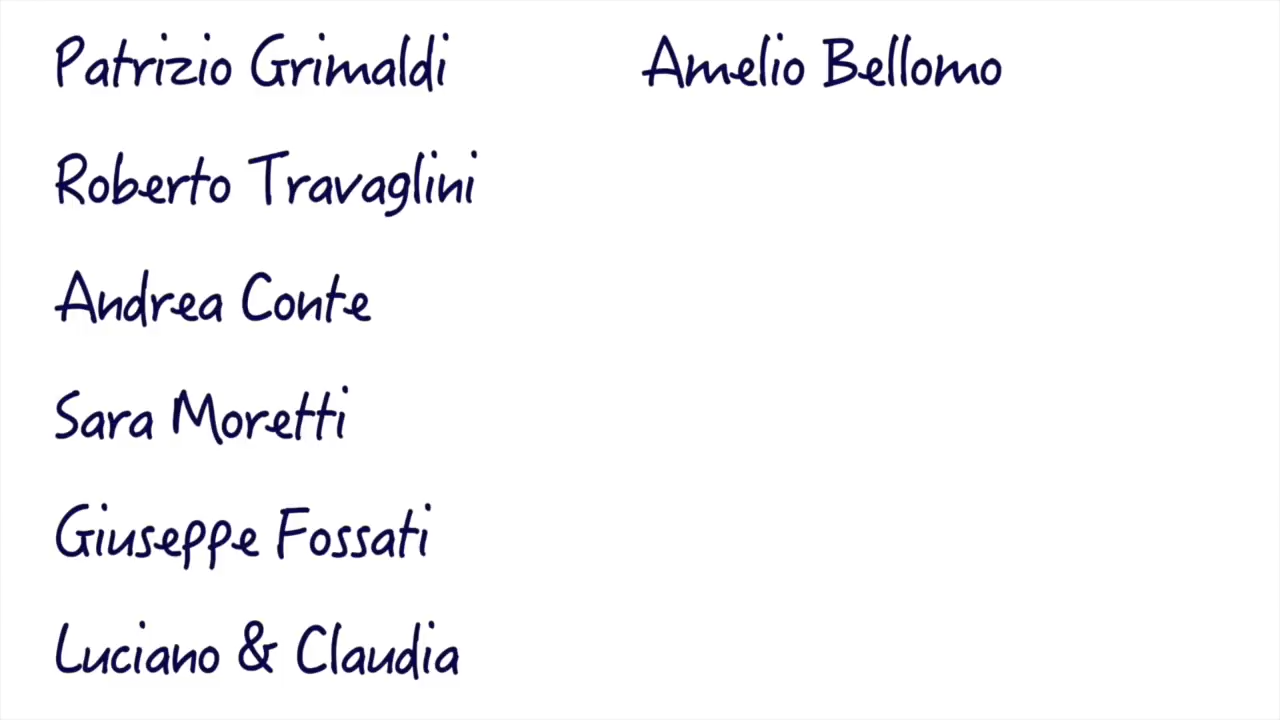 Patrizio Grimaldi
Roberto Travaglini
Andrea Conte
Sara Moretti
Giuseppe Fossati
Luciano & Claudia
Amelio Bellomo